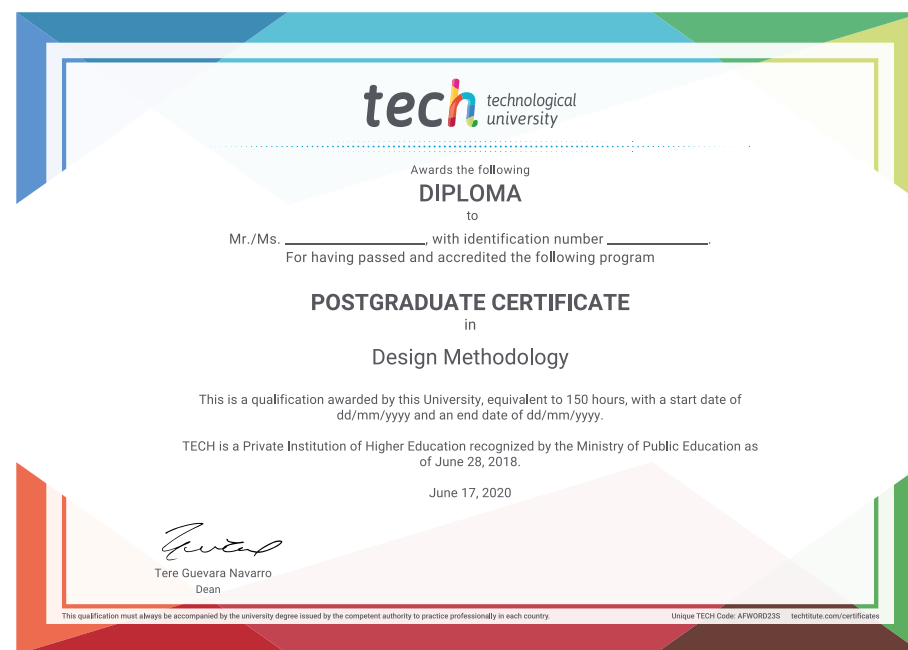 tech technological
university
Awards the following
DIPLOMA
to
Mr./Ms. ____________, with identification number ____________.
For having passed and accredited the following program
POSTGRADUATE CERTIFICATE
in
Design Methodology
This is a qualification awarded by this University, equivalent to 150 hours, with a start date of
dd/mm/yyyy and an end date of dd/mm/yyyy.
TECH is a Private Institution of Higher Education recognized by the Ministry of Public Education as
of June 28, 2018.
June 17, 2020
Tere Guevara Navarro
Dean
This qualification must always be accompanied by the university degree issued by the competent authority to practice professionally in each country.
Unique TECH Code: AFWORD23S techtitute.com/certificates